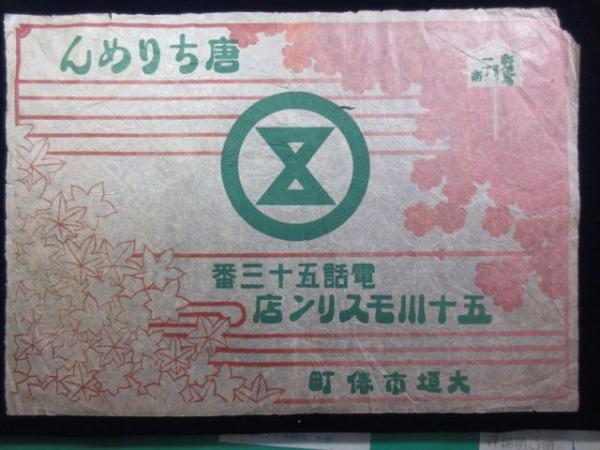 唐ちりめん
電話五十三番
五十川モスリン店
大垣市俵町